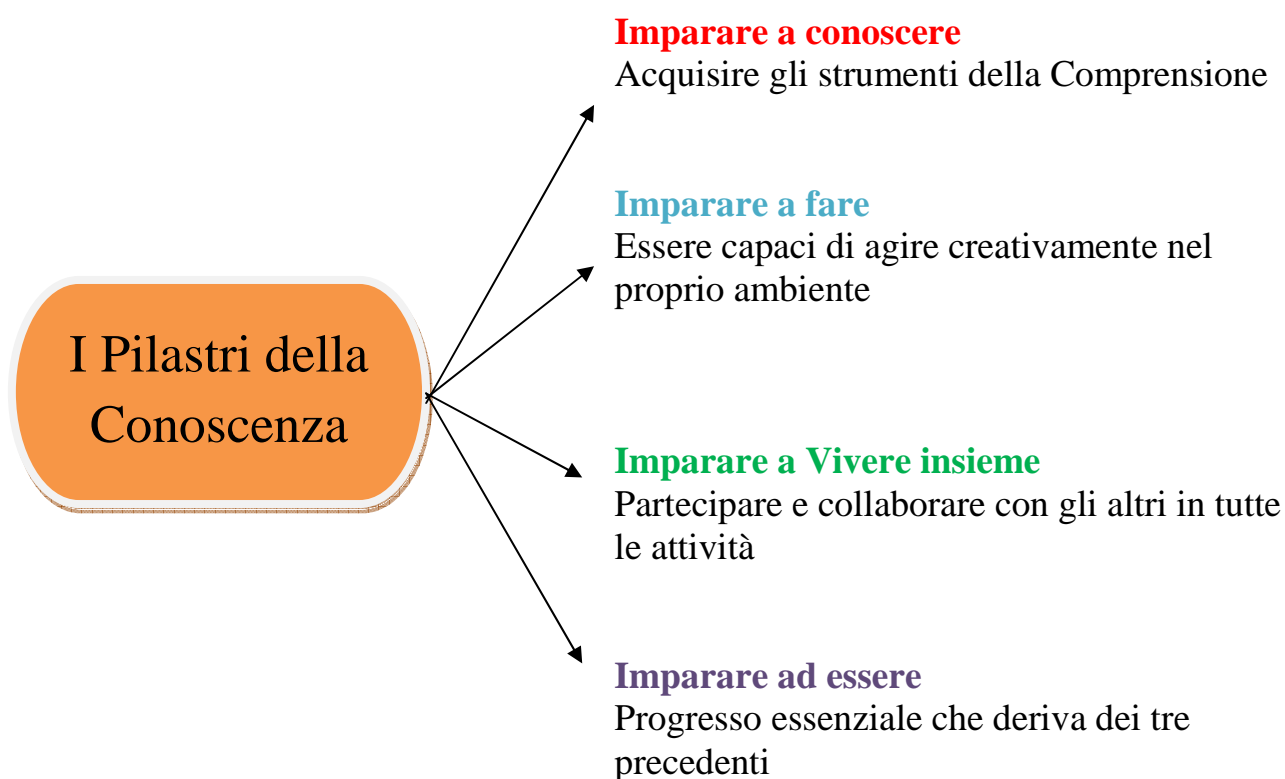 Imparare a conoscere
Acquisire gli strumenti della Comprensione
Imparare a fare
Essere capaci di agire creativamente nel
proprio ambiente
I Pilastri della
Conoscenza
Imparare a Vivere insieme
Partecipare e collaborare con gli altri in tutte
le attività
Imparare ad essere
Progresso essenziale che deriva dei tre
precedenti